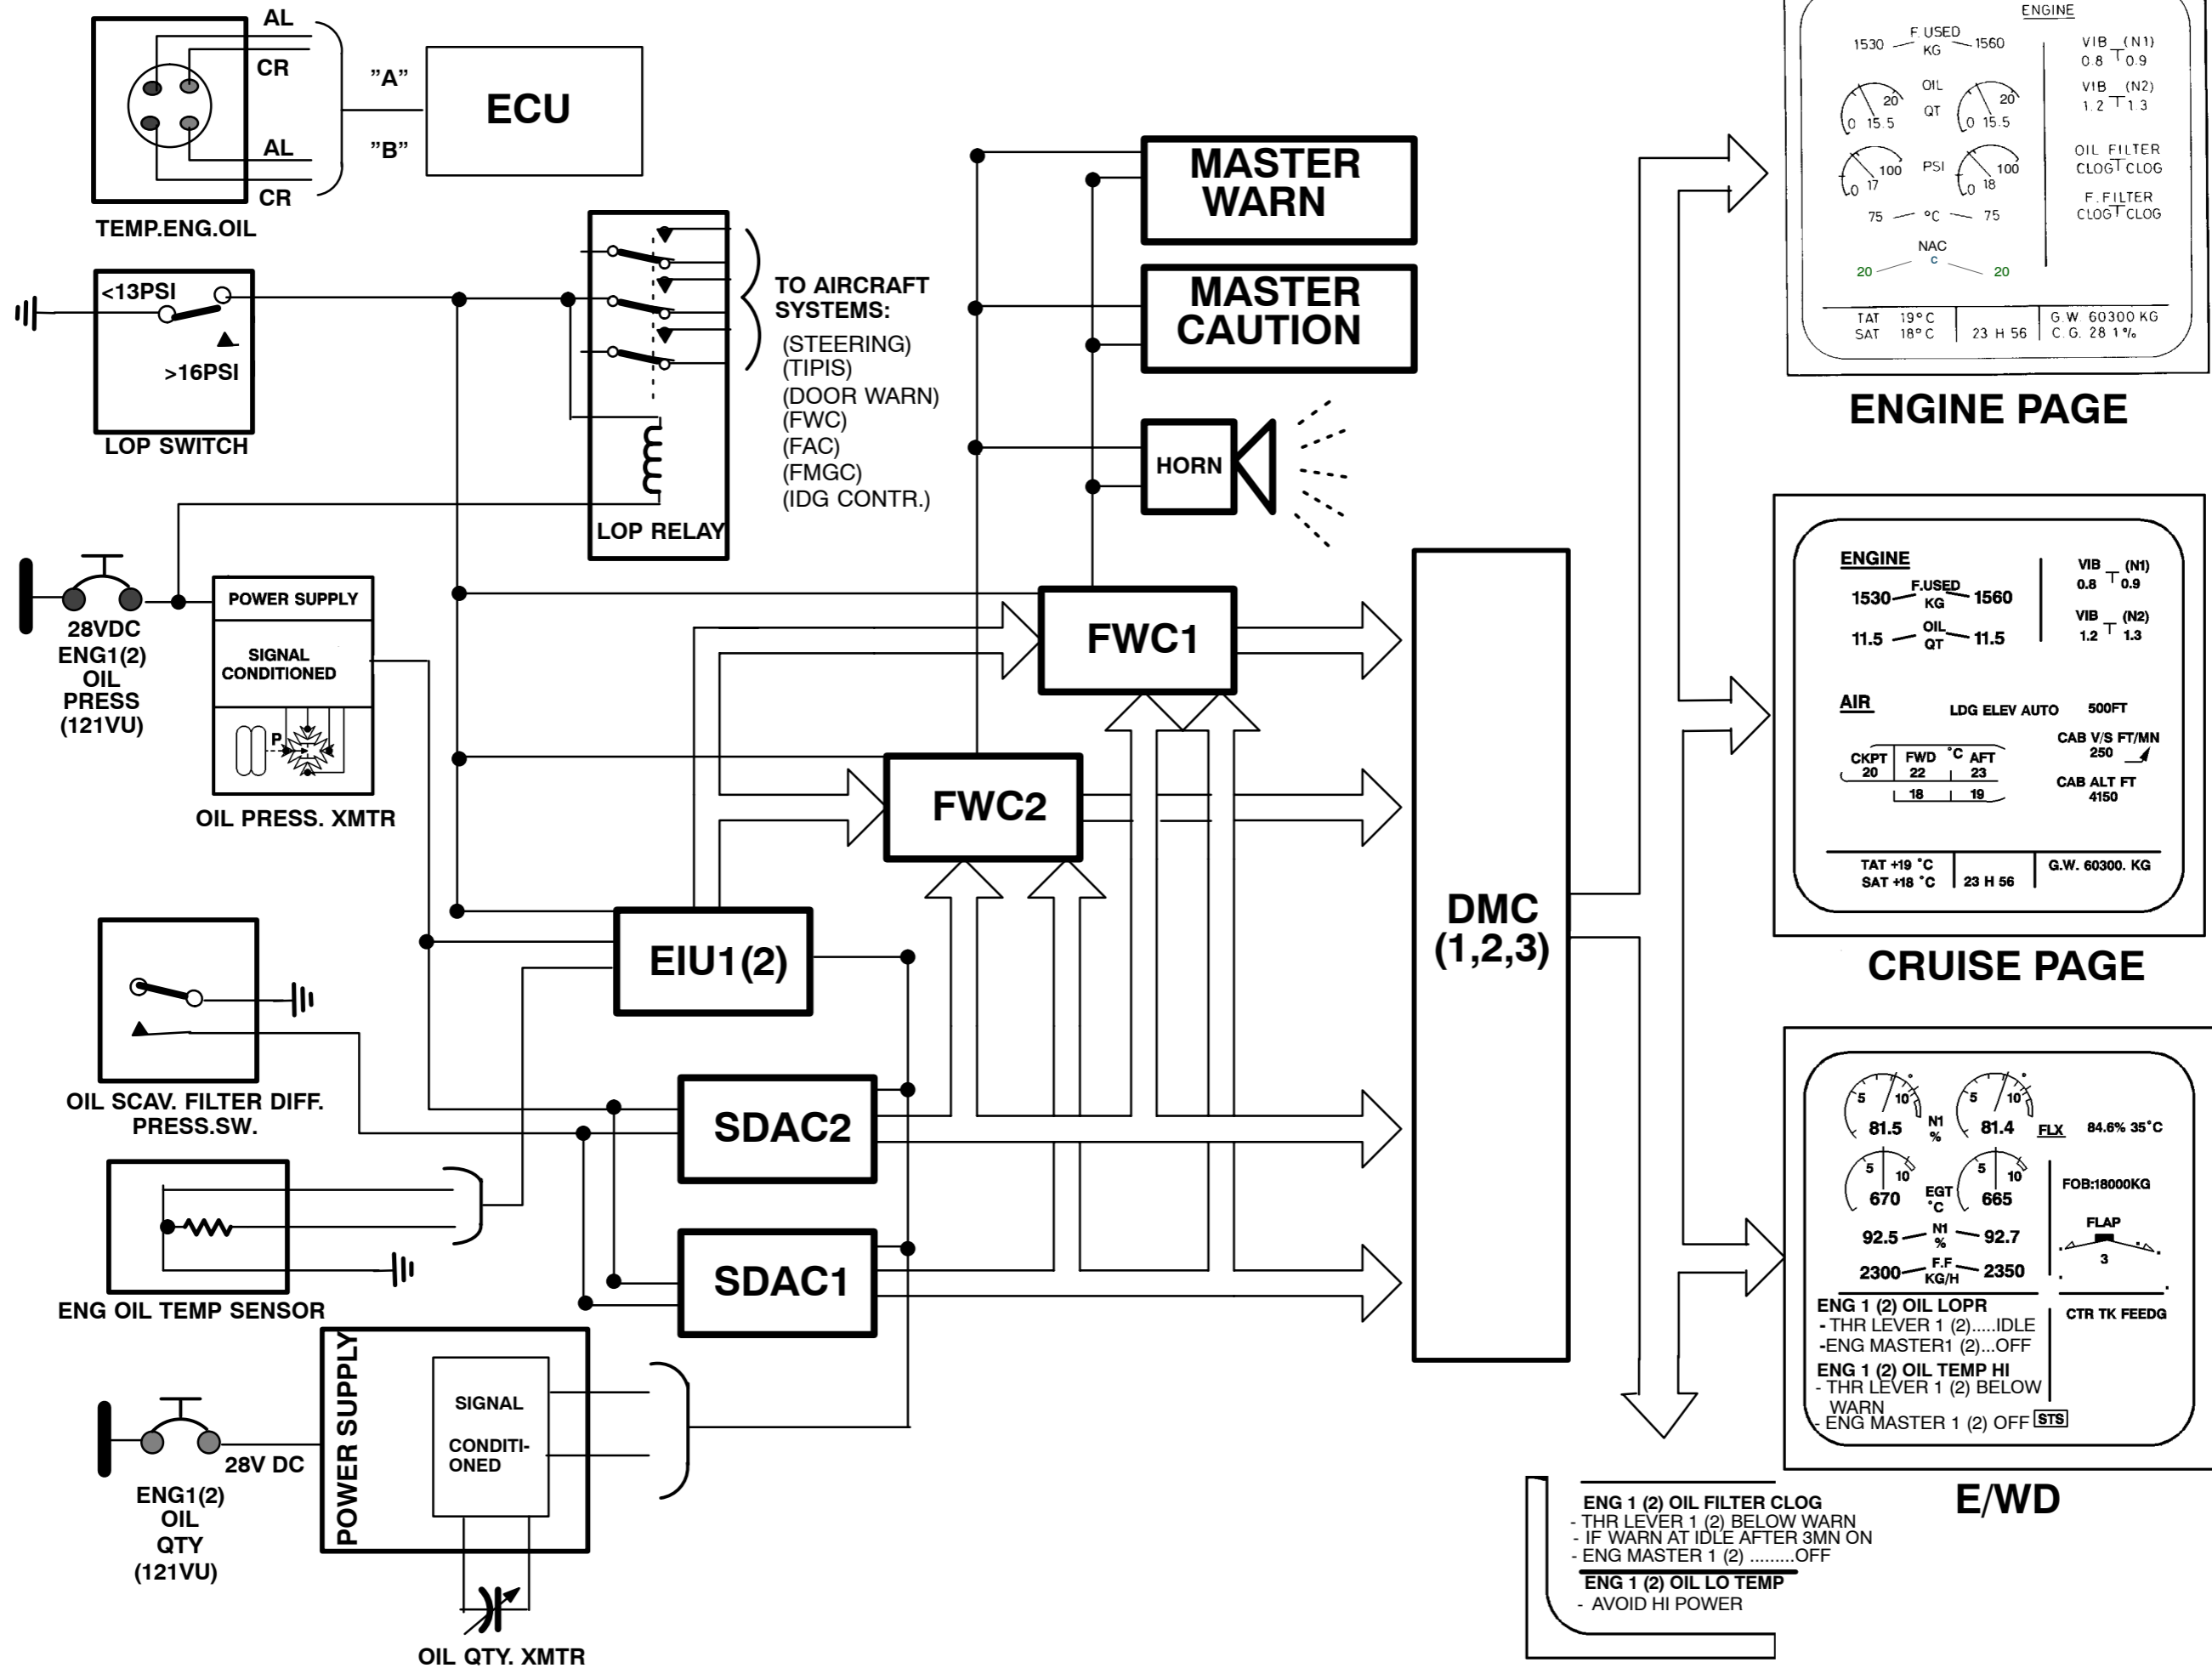 AL
CR
"A"
"B"
AL
CR
ECU
TEMP.ENG.OIL
<13PSI
>16PSI
LOP SWITCH
LOP RELAY
TO AIRCRAFT
SYSTEMS:
(STEERING)
(TIPIS)
(DOOR WARN)
(FWC)
(FAC)
(FMGC)
(IDG CONTR.)
MASTER
WARN
MASTER
CAUTION
HORN
28VDC
ENG1(2)
OIL
PRESS
(121VU)
POWER SUPPLY
SIGNAL
CONDITIONED
P
OIL PRESS. XMTR
FWC1
FWC2
EIU1(2)
SDAC2
SDAC1
DMC
(1,2,3)
OIL SCAV. FILTER DIFF.
PRESS.SW.
ENG OIL TEMP SENSOR
28V DC
ENG1(2)
OIL
QTY
(121VU)
POWER SUPPLY
SIGNAL
CONDITI-
ONED
OIL QTY. XMTR
ENGINE
1530 F.USED 1560
KG
VIB (N1)
0.8 0.9
OIL
QT
20 20
0 15.5 0 15.5
VIB (N2)
1.2 1.3
PSI
100 100
0 17 0 18
OIL FILTER
CLOG CLOG
75 °C 75
F.FILTER
CLOG CLOG
NAC
C
20 20
TAT 19°C
SAT 18°C
23 H 56
G.W. 60300 KG
C.G. 28 1%
ENGINE PAGE
ENGINE
1530 F.USED 1560
KG
11.5 OIL 11.5
QT
VIB (N1)
0.8 0.9
VIB (N2)
1.2 1.3
AIR
LDG ELEV AUTO 500FT
CAB V/S FT/MN
250
CKPT FWD °C AFT
20 22 23
18 19
CAB ALT FT
4150
TAT +19 °C
SAT +18 °C
23 H 56
G.W. 60300. KG
CRUISE PAGE
5 10 5 10
81.5 N1 81.4
%
FLX 84.6% 35°C
5 10 5 10
670 EGT 665
°C
FOB:18000KG
92.5 N1 92.7
%
FLAP
3
2300 F.F 2350
KG/H
ENG 1 (2) OIL LOPR
- THR LEVER 1 (2).....IDLE
-ENG MASTER1 (2)...OFF
ENG 1 (2) OIL TEMP HI
- THR LEVER 1 (2) BELOW
WARN
- ENG MASTER 1 (2) OFF STS
CTR TK FEEDG
E/WD
ENG 1 (2) OIL FILTER CLOG
- THR LEVER 1 (2) BELOW WARN
- IF WARN AT IDLE AFTER 3MN ON
- ENG MASTER 1 (2) .........OFF
ENG 1 (2) OIL LO TEMP
- AVOID HI POWER